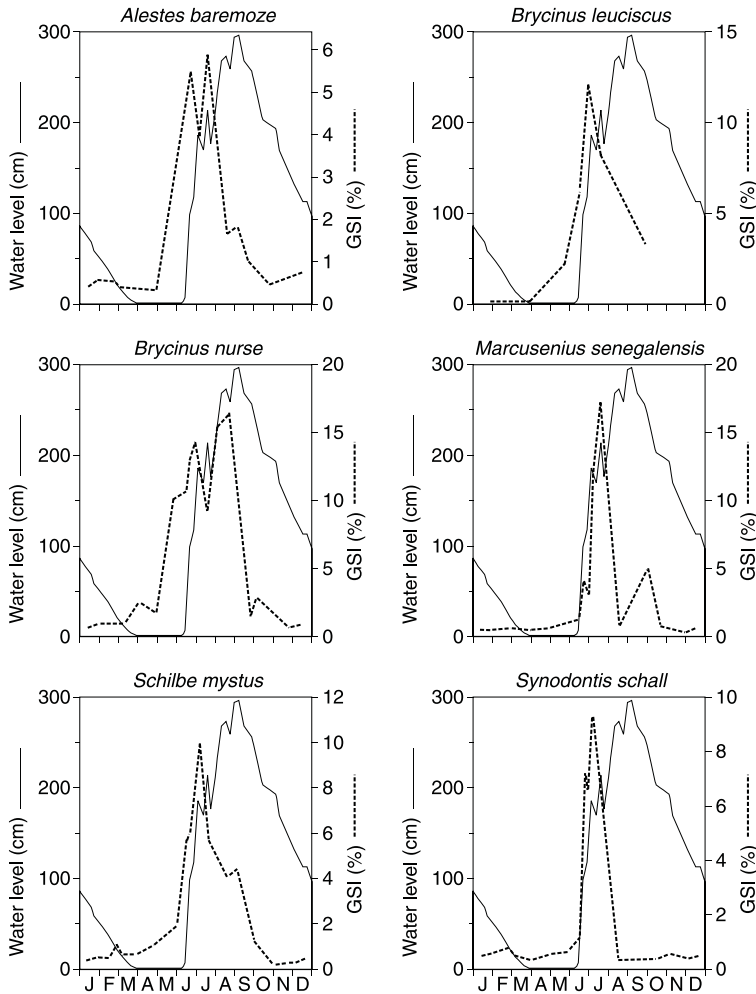 Alestes baremoze
Brycinus leuciscus
300
200
100
0
Water level (cm)
6
5
4
3
2
1
0
GSI (%)
300
200
100
0
Water level (cm)
15
10
5
0
GSI (%)
Brycinus nurse
Marcusenius senegalensis
300
200
100
0
Water level (cm)
20
15
10
5
0
GSI (%)
300
200
100
0
Water level (cm)
20
15
10
5
0
GSI (%)
Schilbe mystus
Synodontis schall
300
200
100
0
Water level (cm)
12
10
8
6
4
2
0
GSI (%)
J F M A M J J A S O N D
300
200
100
0
Water level (cm)
10
8
6
4
2
0
GSI (%)
J F M A M J J A S O N D